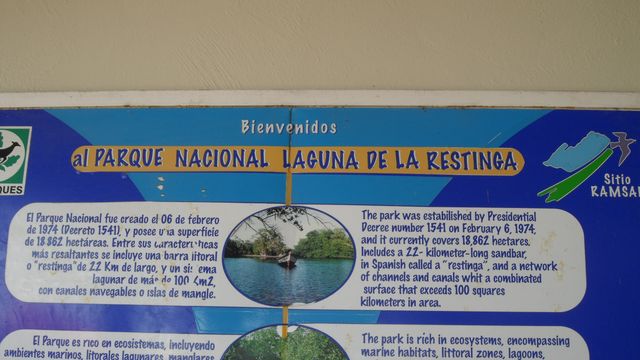 Bienvenidos
al PARQUE NACIONAL LAGUNA DE LA RESTINGA
QUES
Sitio
RAMSAR
El Parque Nacional fue creado el 06 de febrero
de 1974 (Decreto 1541), y posee una superficie
de 18.862 hectáreas. Entre sus características
más resaltantes se incluye una barra litoral
o "restinga" de 22 Km de largo, y un sistema
lagunar de más de 100 Km2,
con canales navegables o islas de mangle.
The park was estabilished by Presidential
Decree number 1541 on February 6, 1974,
and it currently covers 18,862 hectares.
Includes a 22- kilometer-long sandbar,
in Spanish called a "restinga", and a network
of channels and canals whit a combinated
surface that exceeds 100 squares
kilometers in area.
El Parque es rico en ecosistemas, incluyendo
ambientes marinos, litorales lagunares, manglares
The park is rich in ecosystems, encompassing
marine habitats, littoral zones, lagoons,